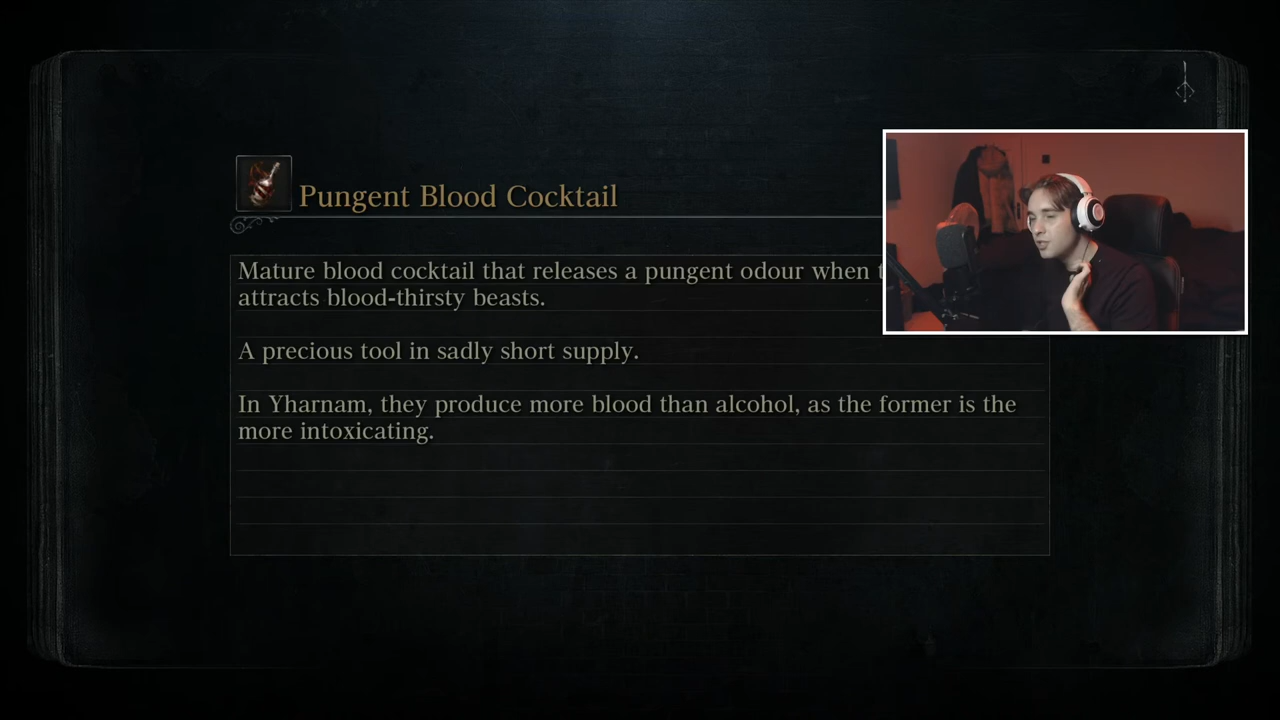 Pungent Blood Cocktail
Mature blood cocktail that releases a pungent odour when
attracts blood-thirsty beasts.
A precious tool in sadly short supply.
In Yharnam, they produce more blood than alcohol, as the former is the
more intoxicating.